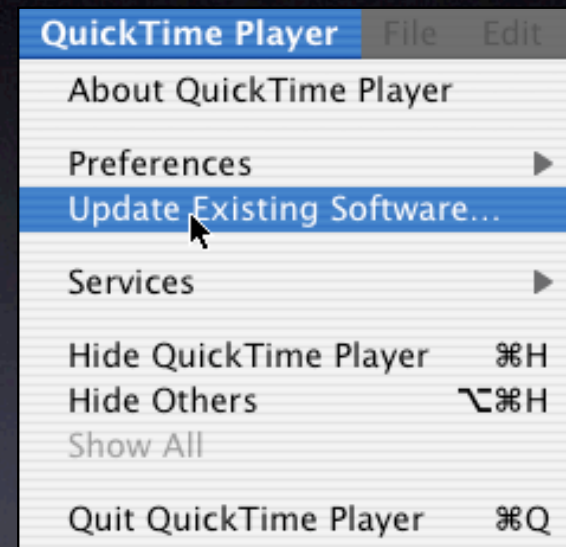 QuickTime Player File Edit
About QuickTime Player
Preferences
Update Existing Software...
Services
Hide QuickTime Player ⌘H
Hide Others ⌥⌘H
Show All
Quit QuickTime Player ⌘Q